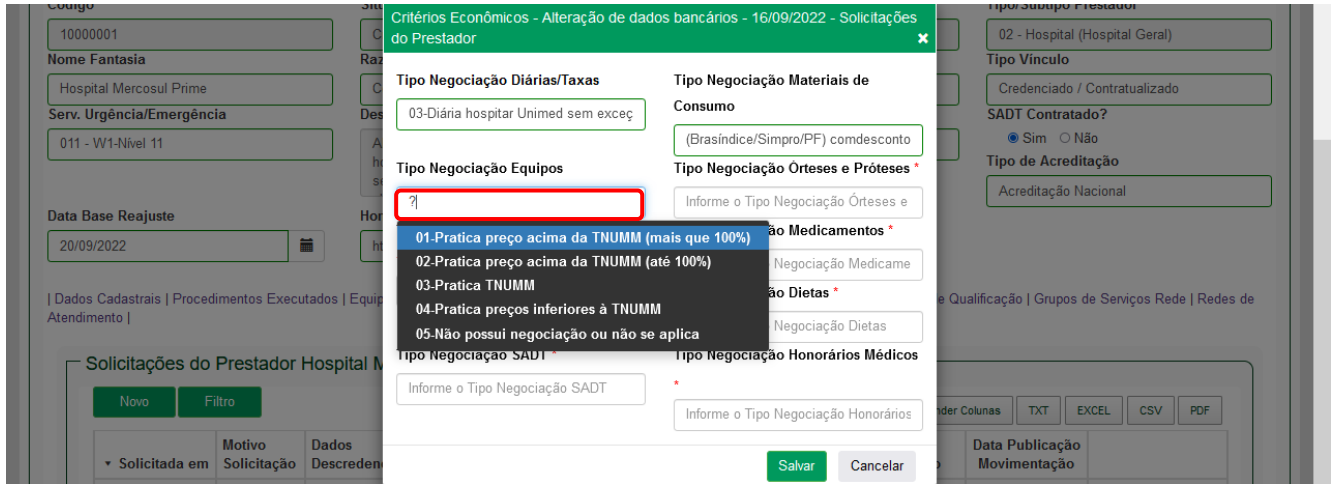 Código
Tipo/Subtipo Prestador
10000001
02 - Hospital (Hospital Geral)
Nome Fantasia
Tipo Vínculo
Hospital Mercosul Prime
Credenciado / Contratualizado
Serv. Urgência/Emergência
SADT Contratado?
011 - W1-Nível 11
Sim Não
Tipo de Acreditação
Acreditação Nacional
Data Base Reajuste
20/09/2022
| Dados Cadastrais | Procedimentos Executados |
e Qualificação | Grupos de Serviços Rede | Redes de
Atendimento |
Critérios Econômicos - Alteração de dados bancários - 16/09/2022 - Solicitações
do Prestador
×
Tipo Negociação Diárias/Taxas
03-Diária hospitar Unimed sem exceç
Tipo Negociação Materiais de
Consumo
(Brasíndice/Simpro/PF) comdesconto
Tipo Negociação Equipos
?
01-Pratica preço acima da TNUMM (mais que 100%)
02-Pratica preço acima da TNUMM (até 100%)
03-Pratica TNUMM
04-Pratica preços inferiores à TNUMM
05-Não possui negociação ou não se aplica
Tipo Negociação Órteses e Próteses *
Informe o Tipo Negociação Órteses e
ão Medicamentos *
Negociação Medicame
ão Dietas *
Negociação Dietas
Tipo Negociação SADT *
Informe o Tipo Negociação SADT
Tipo Negociação Honorários Médicos
*
Informe o Tipo Negociação Honorários
Salvar Cancelar
Solicitações do Prestador Hospital
Novo Filtro
Colunas TXT EXCEL CSV PDF
Solicitada em
Motivo
Solicitação
Dados
Data Publicação
Movimentação